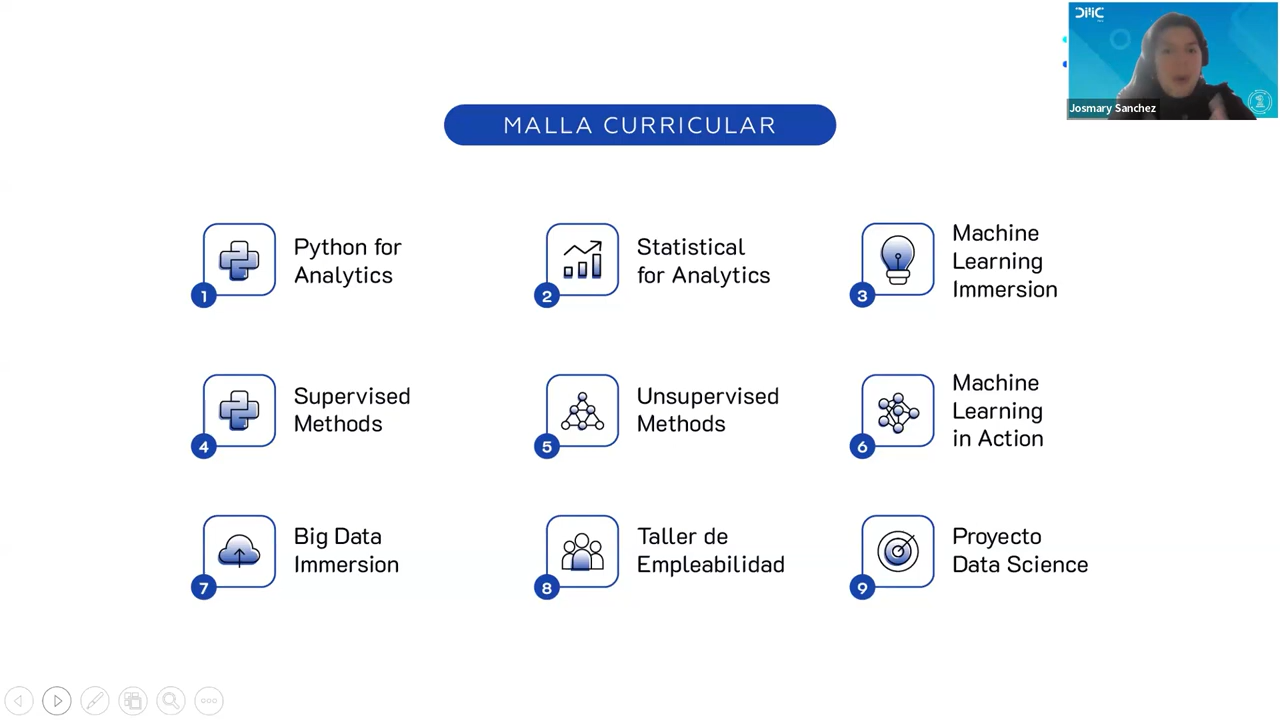 DMC
Josmary Sanchez
MALLA CURRICULAR
1
Python for
Analytics
2
Statistical
for Analytics
3
Machine
Learning
Immersion
4
Supervised
Methods
5
Unsupervised
Methods
6
Machine
Learning
in Action
7
Big Data
Immersion
8
Taller de
Empleabilidad
9
Proyecto
Data Science